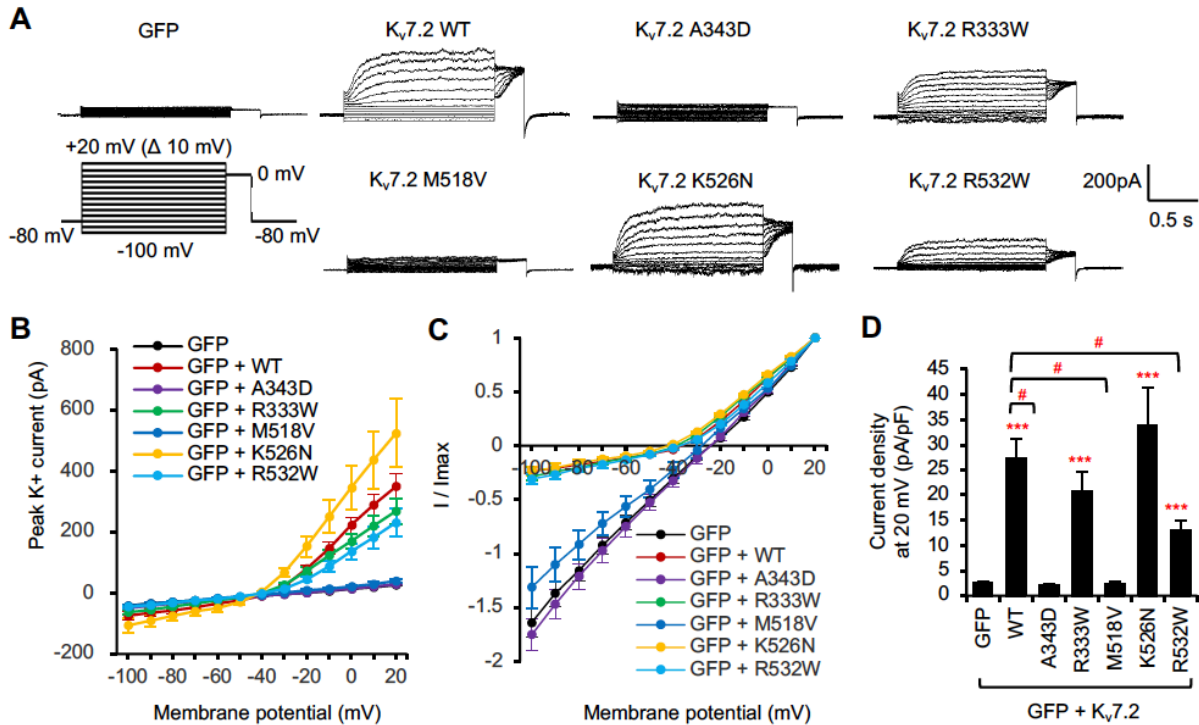 A
GFP
Kv7.2 WT
Kv7.2 A343D
Kv7.2 R333W
+20 mV (Δ 10 mV)
0 mV
-80 mV
-100 mV
-80 mV
Kv7.2 M518V
Kv7.2 K526N
Kv7.2 R532W
200pA
0.5 s
B
Peak K+ current (pA)
800
600
400
200
0
-200
GFP
GFP + WT
GFP + A343D
GFP + R333W
GFP + M518V
GFP + K526N
GFP + R532W
-100 -80 -60 -40 -20 0 20
Membrane potential (mV)
C
I / Imax
1
0.5
0
-0.5
-1
-1.5
-2
-100 -80 -60 -40 -20 0 20
GFP
GFP + WT
GFP + A343D
GFP + R333W
GFP + M518V
GFP + K526N
GFP + R532W
Membrane potential (mV)
D
Current density
at 20 mV (pA/pF)
45
40
35
30
25
20
15
10
5
0
#
#
#
***
***
***
***
GFP
WT
A343D
R333W
M518V
K526N
R532W
GFP + Kv7.2